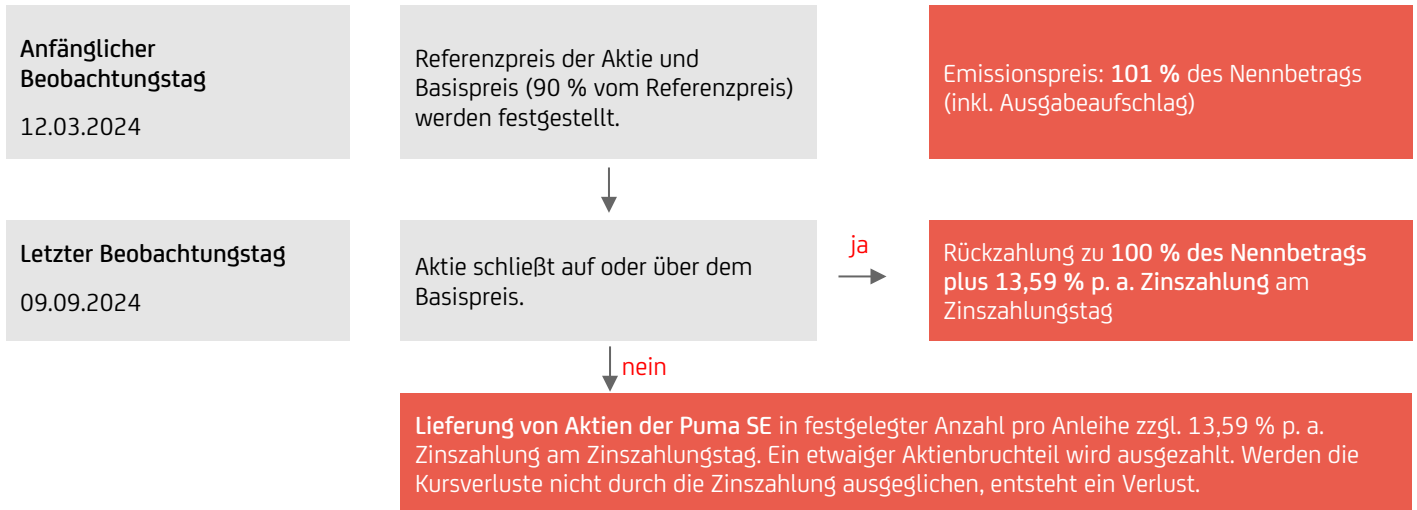 Anfänglicher
Beobachtungstag
12.03.2024
Referenzpreis der Aktie und
Basispreis (90 % vom Referenzpreis)
werden festgestellt.
Emissionspreis: 101 % des Nennbetrags
(inkl. Ausgabeaufschlag)
Letzter Beobachtungstag
09.09.2024
Aktie schließt auf oder über dem
Basispreis.
ja
Rückzahlung zu 100 % des Nennbetrags
plus 13,59 % p. a. Zinszahlung am
Zinszahlungstag
nein
Lieferung von Aktien der Puma SE in festgelegter Anzahl pro Anleihe zzgl. 13,59 % p. a.
Zinszahlung am Zinszahlungstag. Ein etwaiger Aktienbruchteil wird ausgezahlt. Werden die
Kursverluste nicht durch die Zinszahlung ausgeglichen, entsteht ein Verlust.